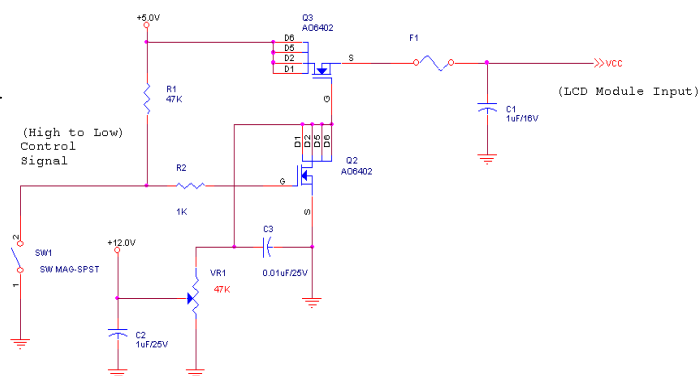 +5.0V
Q3
AO6402
D6
D5
D2
D1
S
G
F1
VCC
(LCD Module Input)
R1
47K
C1
1uF/16V
(High to Low)
Control
Signal
D1
D2
D5
D6
R2
1K
G
Q2
AO6402
S
+12.0V
C3
0.01uF/25V
2
SW1
SW MAG-SPST
1
VR1
47K
C2
1uF/25V